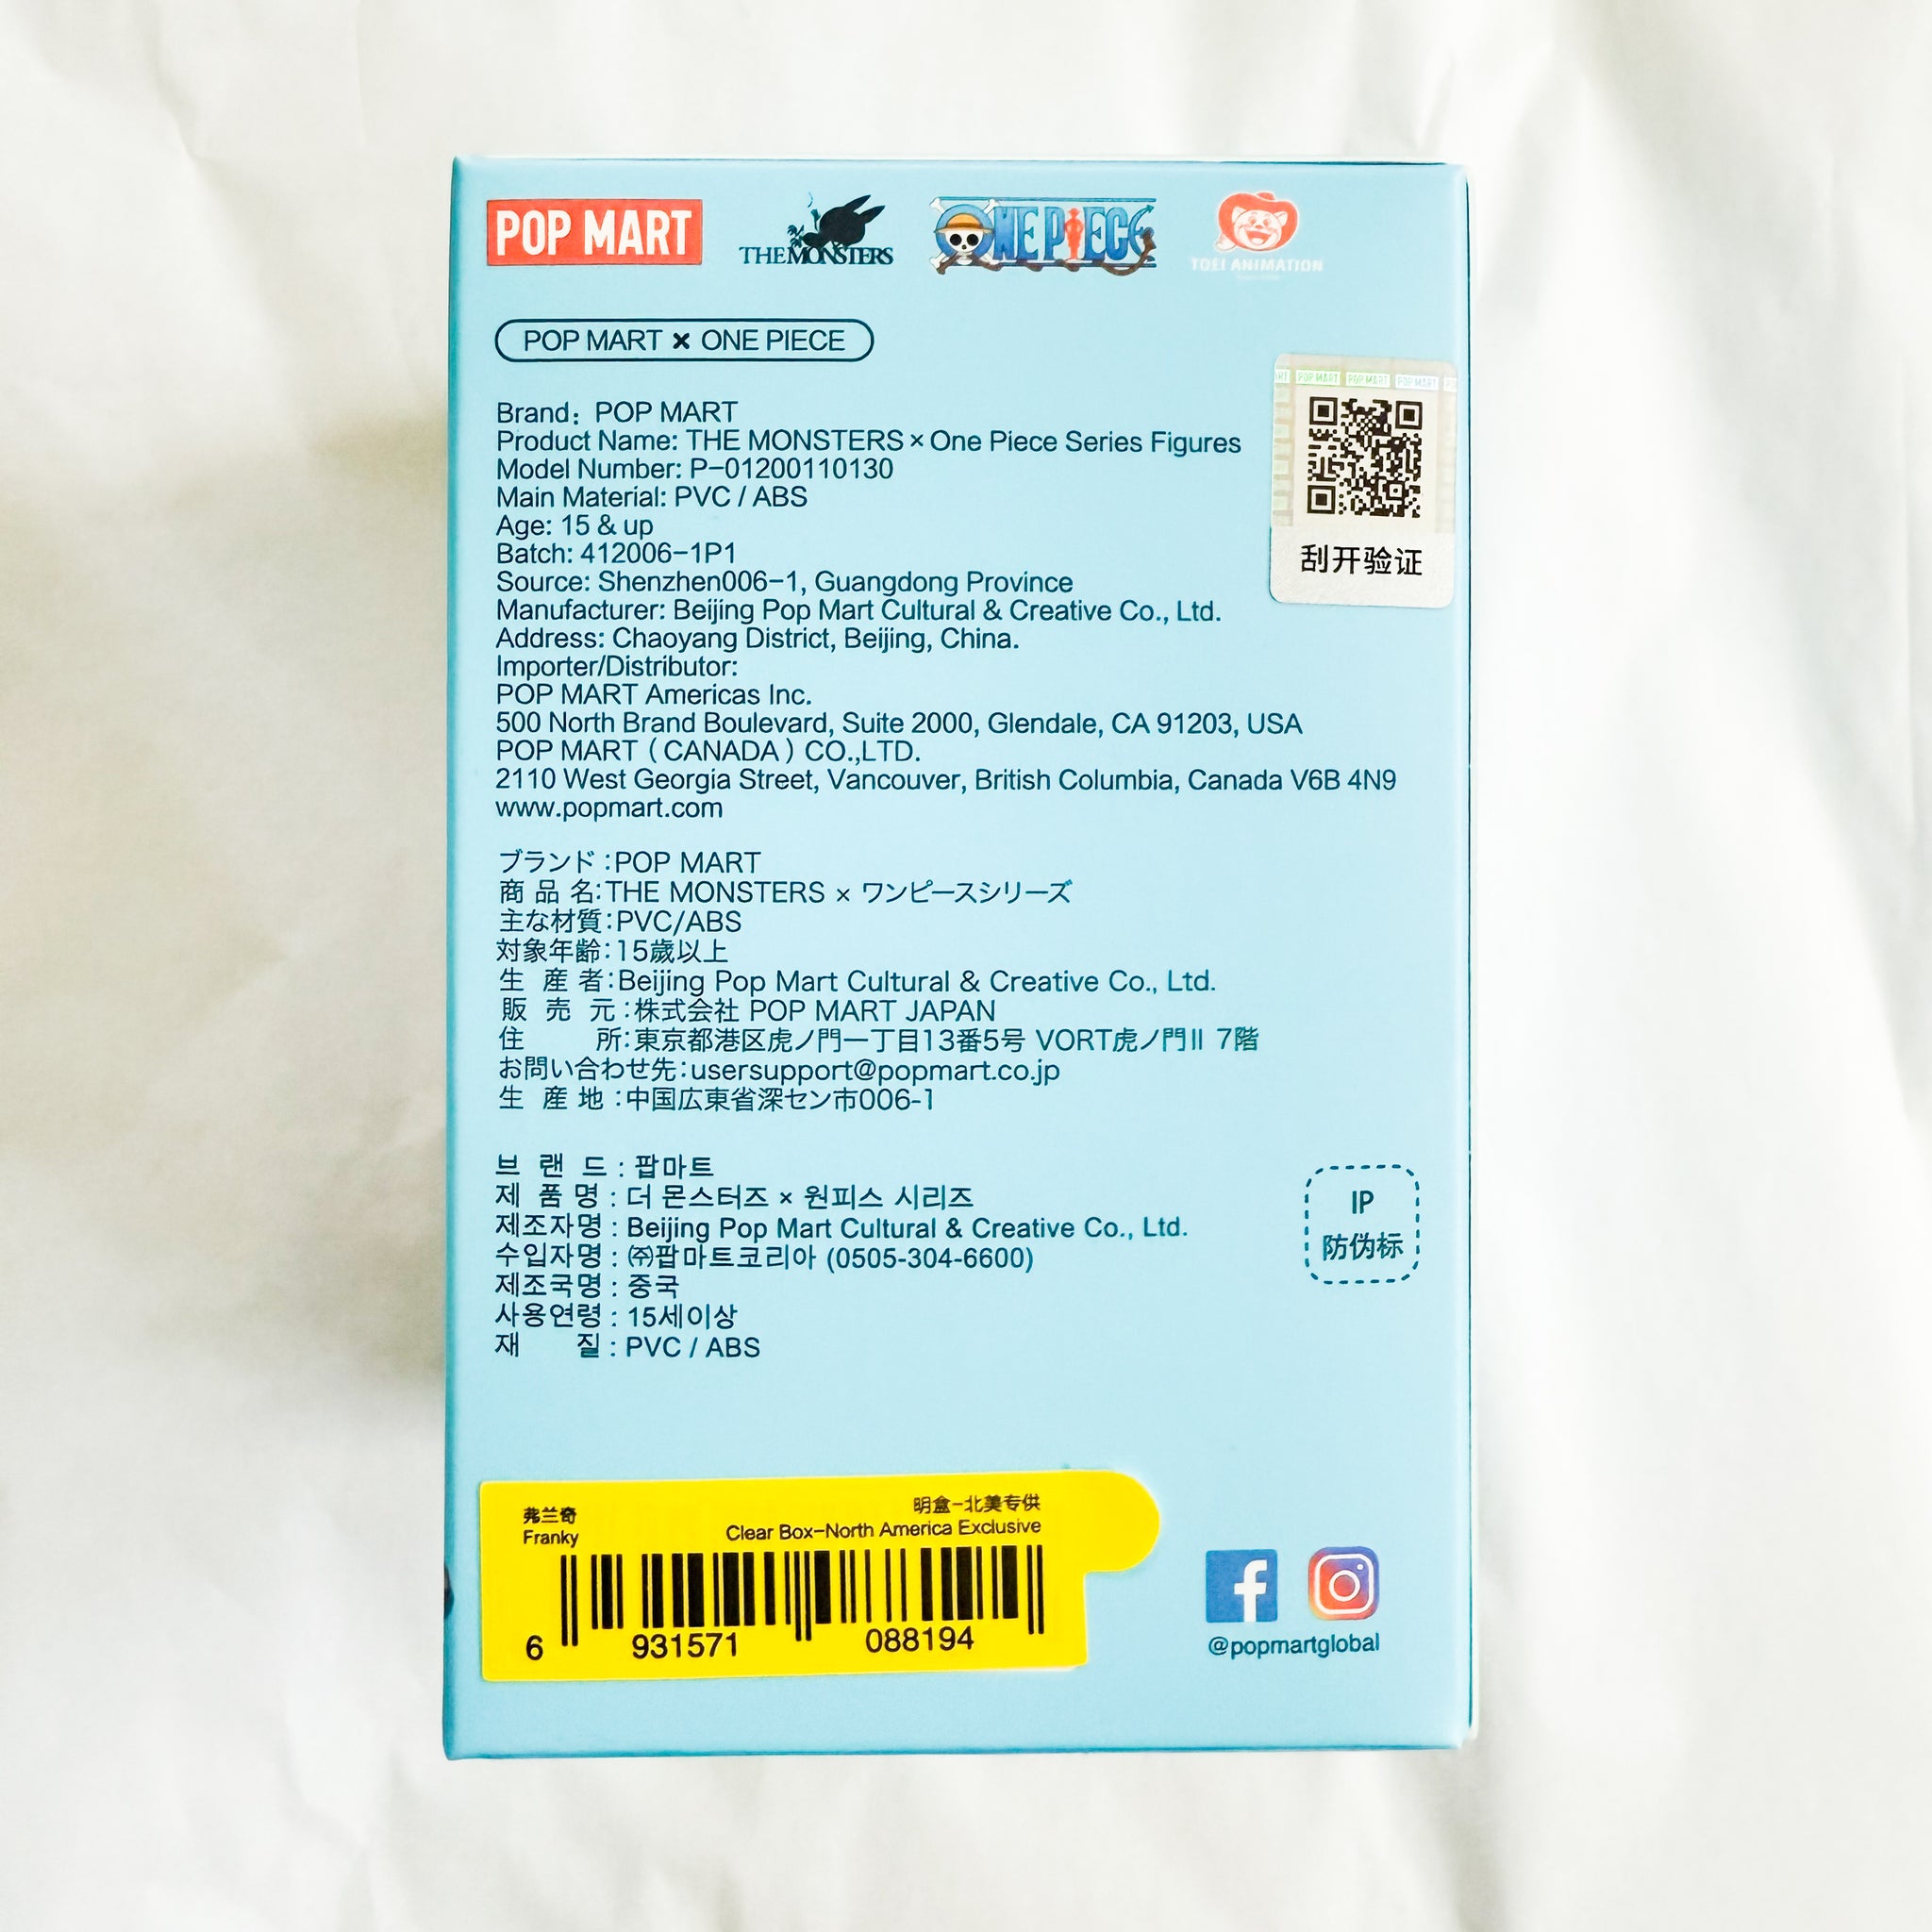 POP MART
THE MONSTERS
ONE PIECE
TOEI ANIMATION
POP MART × ONE PIECE
POP MART POP MART POP MART
刮开验证
Brand: POP MART
Product Name: THE MONSTERS×One Piece Series Figures
Model Number: P-01200110130
Main Material: PVC / ABS
Age: 15 & up
Batch: 412006-1P1
Source: Shenzhen006-1, Guangdong Province
Manufacturer: Beijing Pop Mart Cultural & Creative Co., Ltd.
Address: Chaoyang District, Beijing, China.
Importer/Distributor:
POP MART Americas Inc.
500 North Brand Boulevard, Suite 2000, Glendale, CA 91203, USA
POP MART ( CANADA ) CO.,LTD.
2110 West Georgia Street, Vancouver, British Columbia, Canada V6B 4N9
www.popmart.com
ブランド:POP MART
商 品 名:THE MONSTERS × ワンピースシリーズ
主な材質:PVC/ABS
対象年齢:15歳以上
生 産 者:Beijing Pop Mart Cultural & Creative Co., Ltd.
販 売 元:株式会社 POP MART JAPAN
住 所:東京都港区虎ノ門一丁目13番5号 VORT虎ノ門Ⅱ 7階
お問い合わせ先:usersupport@popmart.co.jp
生 産 地:中国広東省深セン市006-1
브 랜 드 : 팝마트
제 품 명 : 더 몬스터즈 × 원피스 시리즈
제조자명 : Beijing Pop Mart Cultural & Creative Co., Ltd.
수입자명 : ㈜팝마트코리아 (0505-304-6600)
제조국명 : 중국
사용연령 : 15세이상
재 질 : PVC / ABS
IP
防伪标
弗兰奇
Franky
明盒-北美专供
Clear Box-North America Exclusive
6 931571 088194
@popmartglobal